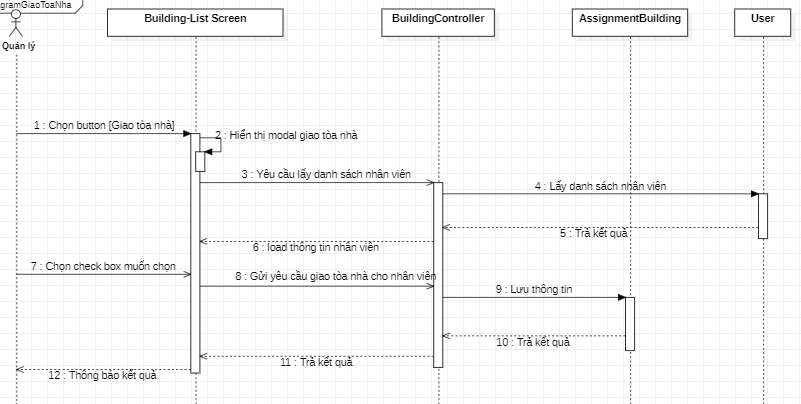 gramGiaoToaNha
Building-List Screen
BuildingController
AssignmentBuilding
User
Quản lý
1 : Chọn button [Giao tòa nhà]
2 : Hiển thị modal giao tòa nhà
3 : Yêu cầu lấy danh sách nhân viên
4 : Lấy danh sách nhân viên
5 : Trả kết quả
6 : load thông tin nhân viên
7 : Chọn check box muốn chọn
8 : Gửi yêu cầu giao tòa nhà cho nhân viên
9 : Lưu thông tin
10 : Trả kết quả
11 : Trả kết quả
12 : Thông bào kết quả